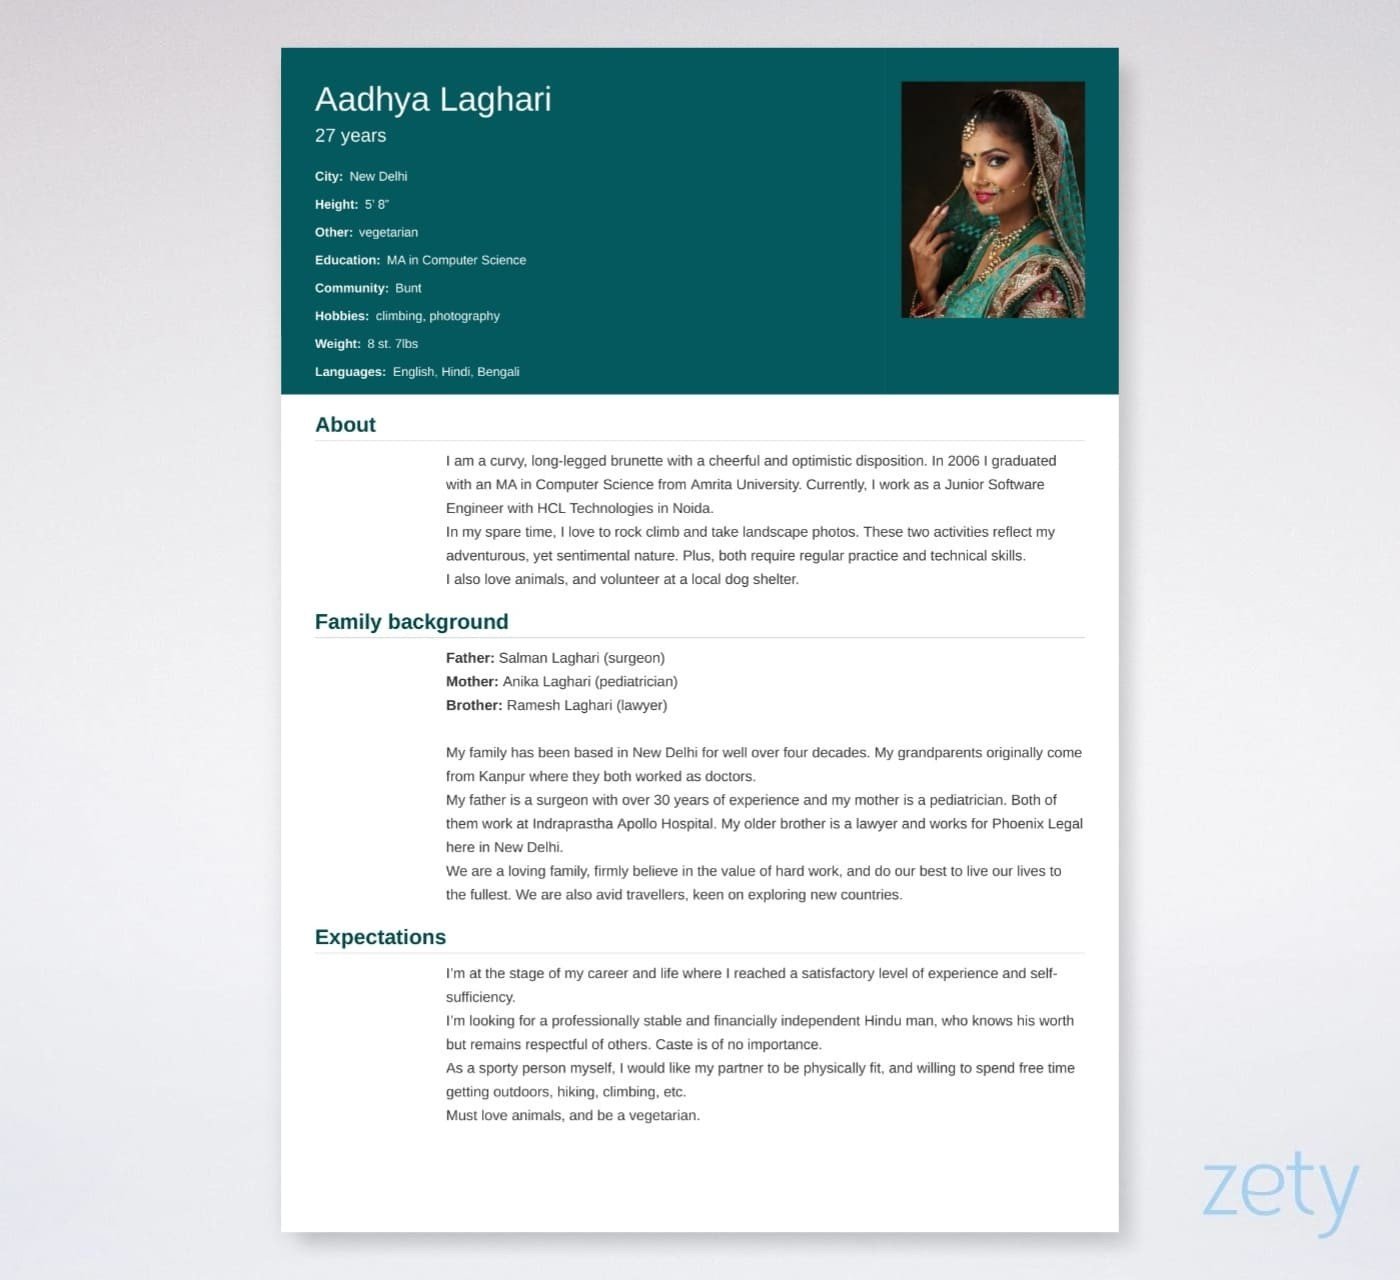 Aadhya Laghari
27 years
City: New Delhi
Height: 5' 8"
Other: vegetarian
Education: MA in Computer Science
Community: Bunt
Hobbies: climbing, photography
Weight: 8 st. 7lbs
Languages: English, Hindi, Bengali
About
I am a curvy, long-legged brunette with a cheerful and optimistic disposition. In 2006 I graduated
with an MA in Computer Science from Amrita University. Currently, I work as a Junior Software
Engineer with HCL Technologies in Noida.
In my spare time, I love to rock climb and take landscape photos. These two activities reflect my
adventurous, yet sentimental nature. Plus, both require regular practice and technical skills.
I also love animals, and volunteer at a local dog shelter.
Family background
Father: Salman Laghari (surgeon)
Mother: Anika Laghari (pediatrician)
Brother: Ramesh Laghari (lawyer)
My family has been based in New Delhi for well over four decades. My grandparents originally come
from Kanpur where they both worked as doctors.
My father is a surgeon with over 30 years of experience and my mother is a pediatrician. Both of
them work at Indraprastha Apollo Hospital. My older brother is a lawyer and works for Phoenix Legal
here in New Delhi.
We are a loving family, firmly believe in the value of hard work, and do our best to live our lives to
the fullest. We are also avid travellers, keen on exploring new countries.
Expectations
I'm at the stage of my career and life where I reached a satisfactory level of experience and self-
sufficiency.
I'm looking for a professionally stable and financially independent Hindu man, who knows his worth
but remains respectful of others. Caste is of no importance.
As a sporty person myself, I would like my partner to be physically fit, and willing to spend free time
getting outdoors, hiking, climbing, etc.
Must love animals, and be a vegetarian.
zety